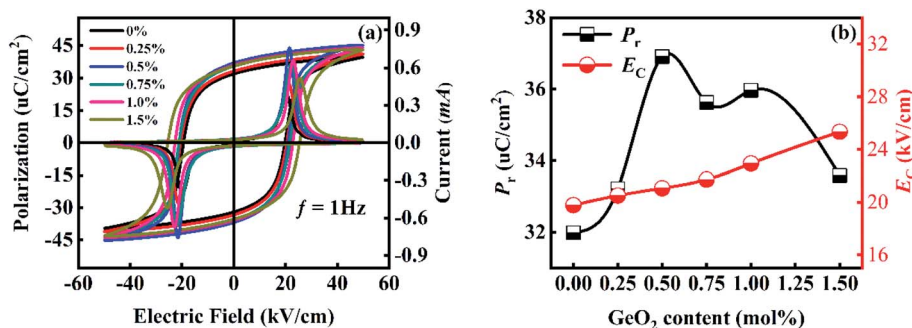 (a)
0%
0.25%
0.5%
0.75%
1.0%
1.5%
f = 1Hz
Polarization (uC/cm²)
45
30
15
0
-15
-30
-45
Current (mA)
0.9
0.6
0.3
0.0
-0.3
-0.6
-0.9
-60 -40 -20 0 20 40 60
Electric Field (kV/cm)
(b)
Pr
EC
Pr (uC/cm²)
38
36
34
32
EC (kV/cm)
32
28
24
20
16
0.00 0.25 0.50 0.75 1.00 1.25 1.50
GeO₂ content (mol%)